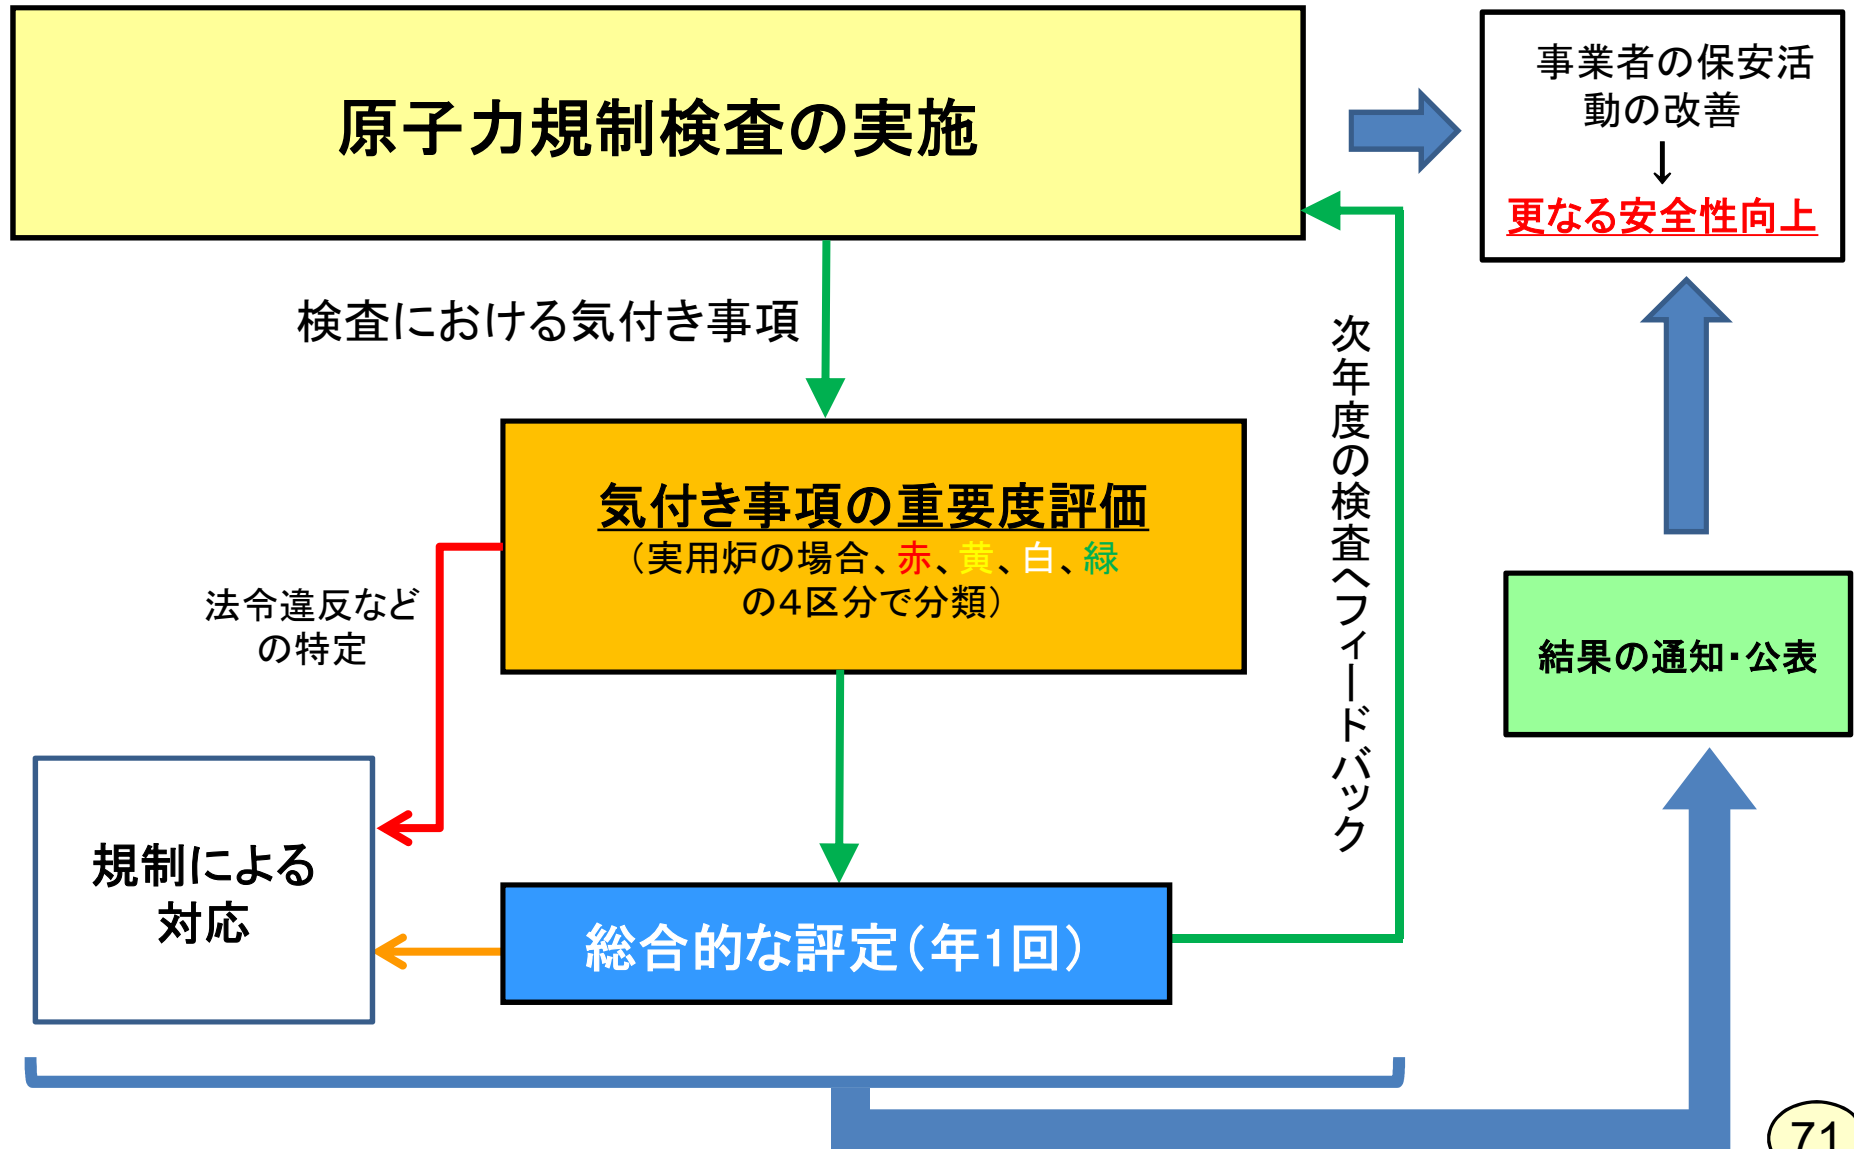 原子力規制検査の実施
事業者の保安活
動の改善
↓
更なる安全性向上
検査における気付き事項
次年度の検査へフィードバック
気付き事項の重要度評価
（実用炉の場合、赤、黄、白、緑
の4区分で分類）
法令違反など
の特定
結果の通知・公表
規制による
対応
総合的な評定（年1回）
71